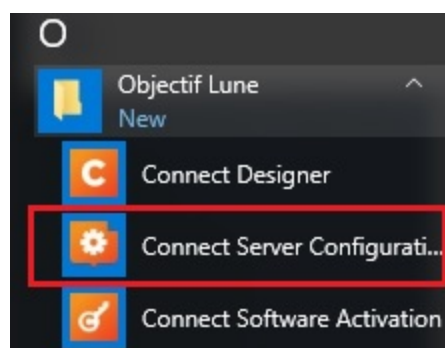 O
Objectif Lune
New
Connect Designer
Connect Server Configurati...
Connect Software Activation